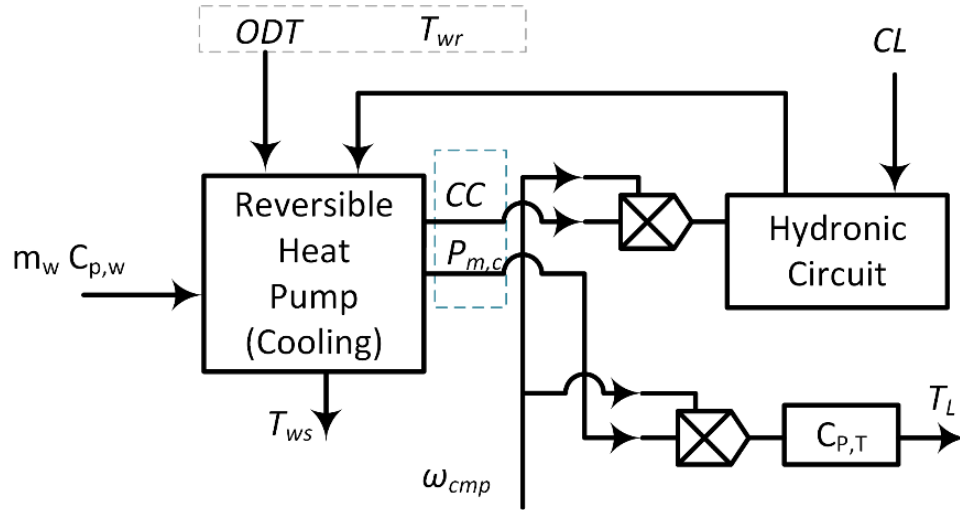 ODT
T_wr
CL
Reversible
Heat
Pump
(Cooling)
CC
P_m,c
Hydronic
Circuit
m_w C_p,w
T_ws
ω_cmp
C_P,T
T_L